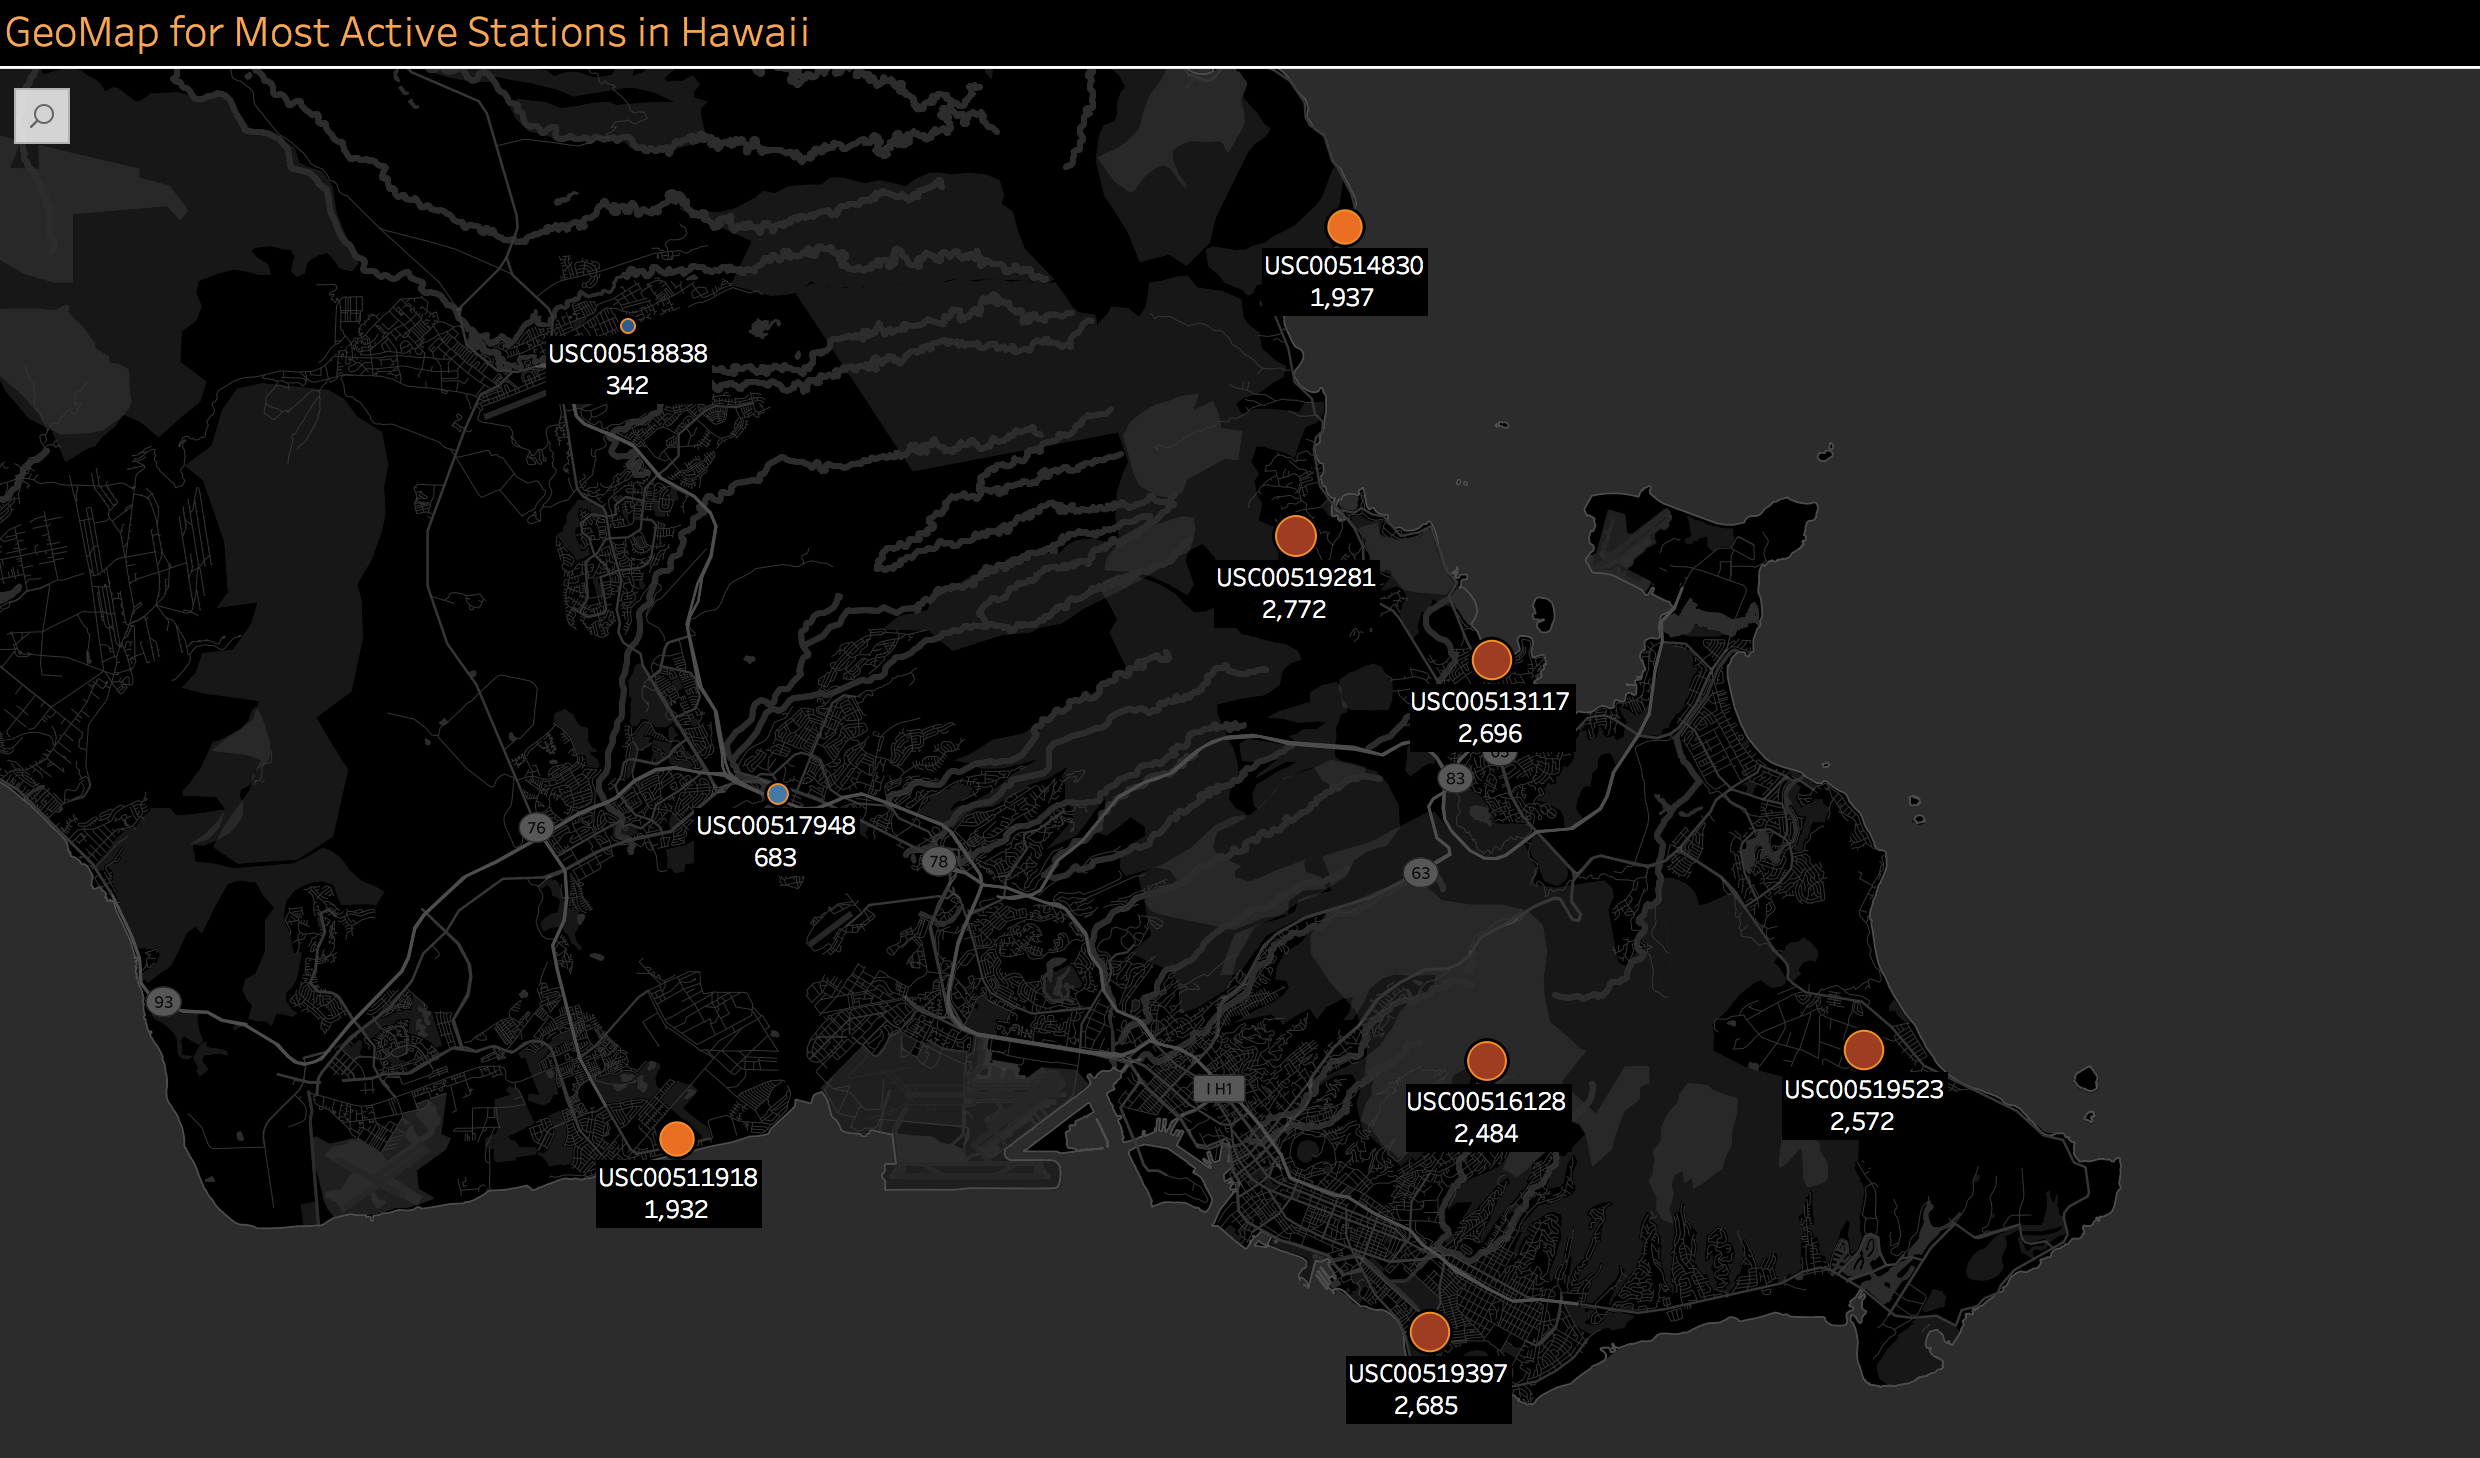 GeoMap for Most Active Stations in Hawaii
USC00514830
1,937
USC00518838
342
USC00519281
2,772
USC00513117
2,696
83
USC00517948
683
76
78
63
93
USC00516128
2,484
USC00519523
2,572
I H1
USC00511918
1,932
USC00519397
2,685